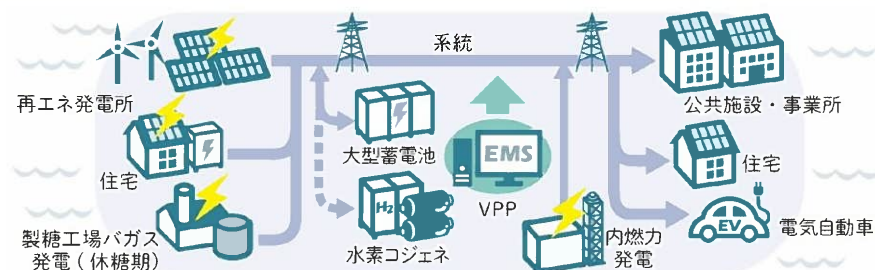 系統
再エネ発電所
公共施設・事業所
大型蓄電池
EMS
住宅
住宅
VPP
H2
EV
電気自動車
製糖工場バガス
発電(休糖期)
水素コジェネ
内燃力
発電